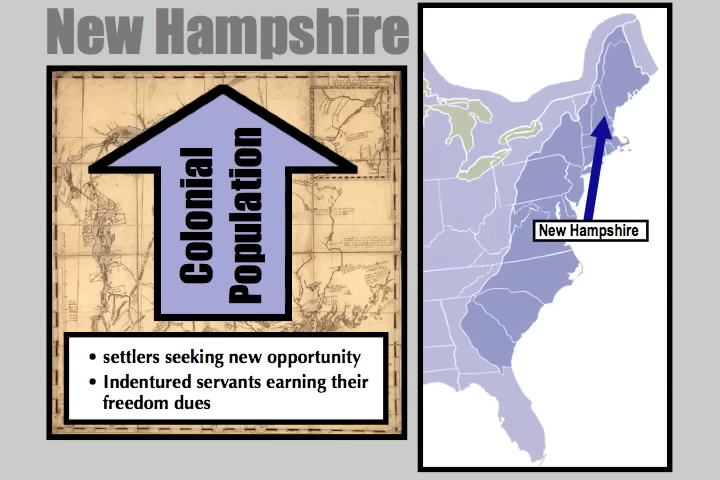 New Hampshire
Colonial
Population
• settlers seeking new opportunity
• Indentured servants earning their
freedom dues
New Hampshire